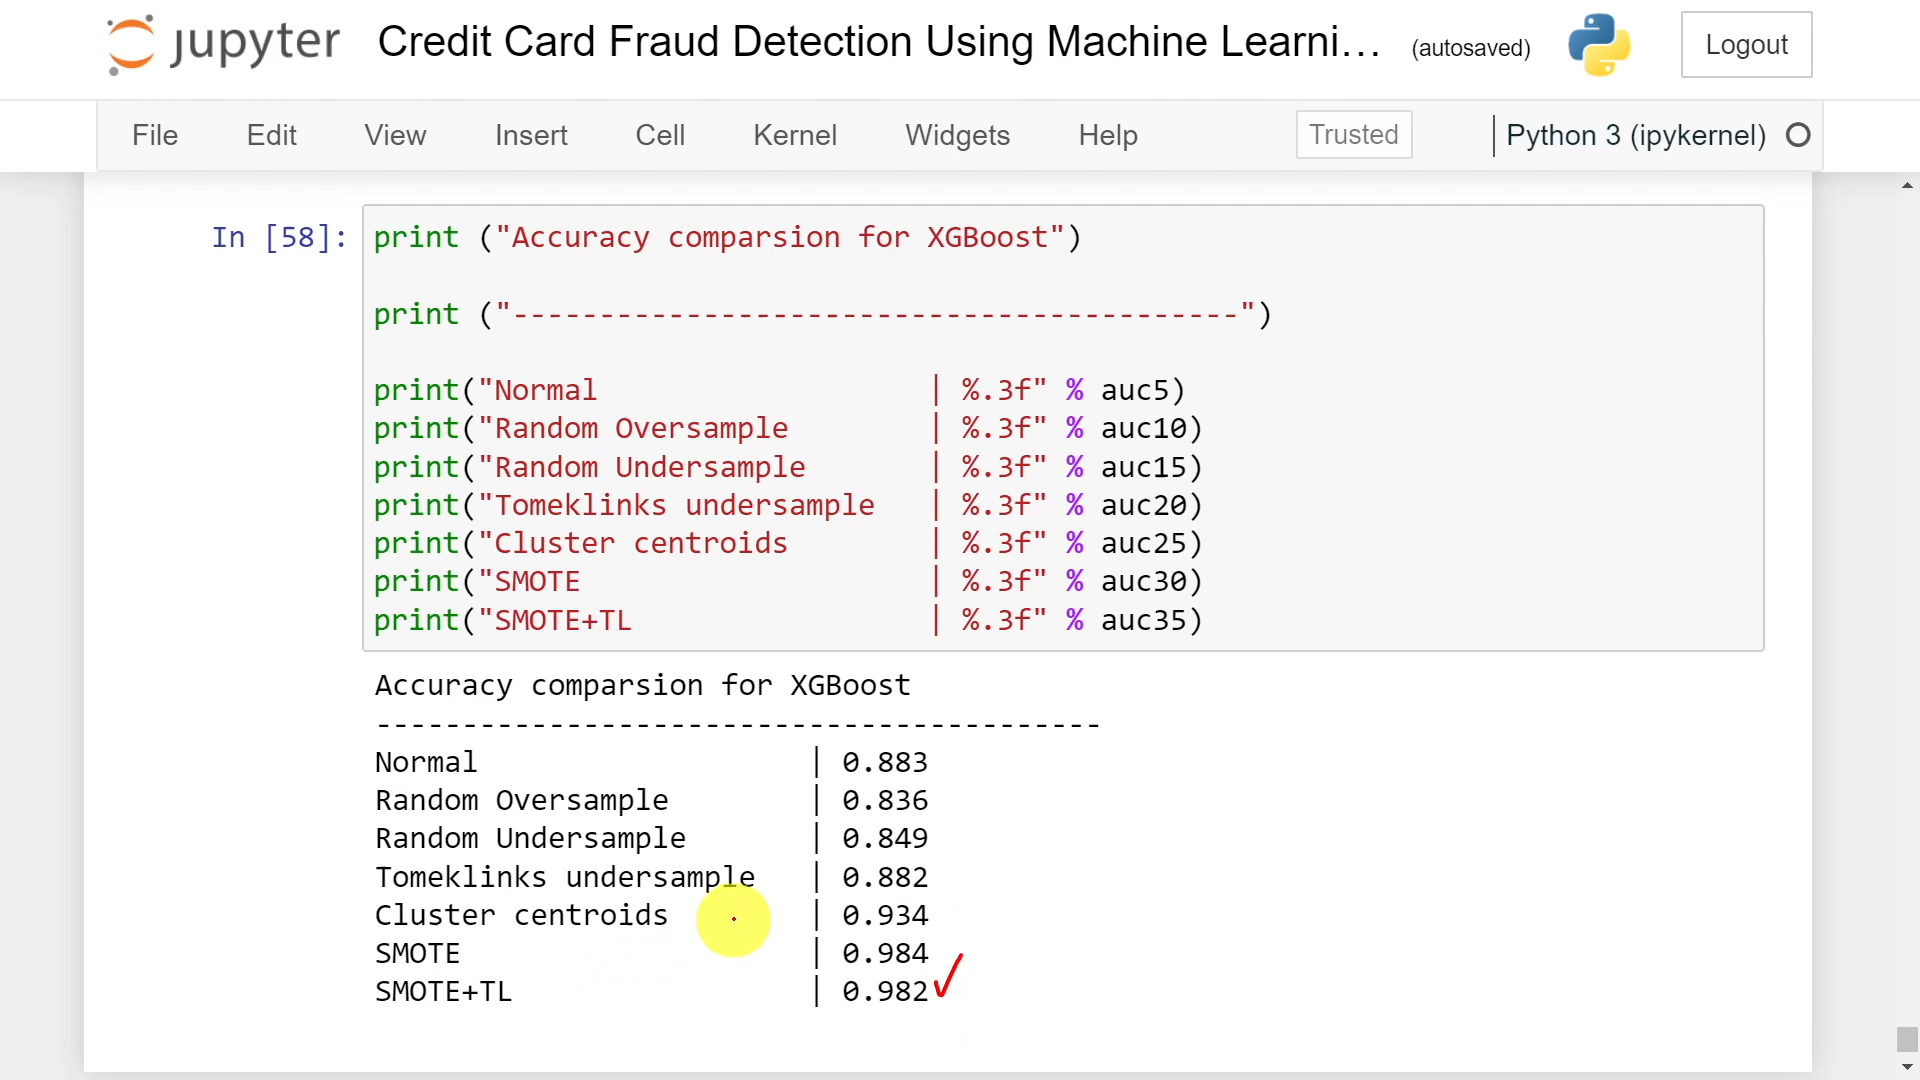 jupyter Credit Card Fraud Detection Using Machine Learni... (autosaved) Logout
File Edit View Insert Cell Kernel Widgets Help Trusted Python 3 (ipykernel)
In [58]: print ("Accuracy comparsion for XGBoost")
print ("------------------------------------------")
print("Normal                   | %.3f" % auc5)
print("Random Oversample        | %.3f" % auc10)
print("Random Undersample       | %.3f" % auc15)
print("Tomeklinks undersample   | %.3f" % auc20)
print("Cluster centroids        | %.3f" % auc25)
print("SMOTE                    | %.3f" % auc30)
print("SMOTE+TL                 | %.3f" % auc35)
Accuracy comparsion for XGBoost
------------------------------------------
Normal                   | 0.883
Random Oversample        | 0.836
Random Undersample       | 0.849
Tomeklinks undersample   | 0.882
Cluster centroids        | 0.934
SMOTE                    | 0.984
SMOTE+TL                 | 0.982